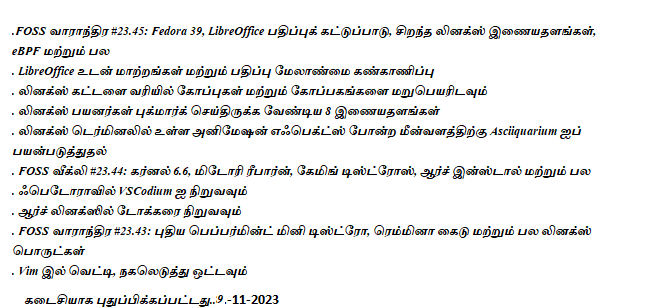 .FOSS வாராந்திர #23.45: Fedora 39, LibreOffice பதிப்புக் கட்டுப்பாடு, சிறந்த லினக்ஸ் இணையதளங்கள்,
eBPF மற்றும் பல
. LibreOffice உடன் மாற்றங்கள் மற்றும் பதிப்பு மேலாண்மை கண்காணிப்பு
. லினக்ஸ் கட்டளை வரியில் கோப்புகள் மற்றும் கோப்பகங்களை மறுபெயரிடவும்
. லினக்ஸ் பயனர்கள் புக்மார்க் செய்திருக்க வேண்டிய 8 இணையதளங்கள்
. லினக்ஸ் டெர்மினலில் உள்ள அனிமேஷன் எஃபெக்ட்ஸ் போன்ற மீன்வளத்திற்கு Asciiquarium ஐப்
பயன்படுத்துதல்
. FOSS வீக்லி #23.44: கர்னல் 6.6, மிடோரி ரீபார்ன், கேமிங் டிஸ்ட்ரோஸ், ஆர்ச் இன்ஸ்டால் மற்றும் பல
. ஃபெடோராவில் VSCodium ஐ நிறுவவும்
. ஆர்ச் லினக்ஸில் டோக்கரை நிறுவவும்
. FOSS வாராந்திர #23.43: புதிய பெப்பர்மின்ட் மினி டிஸ்ட்ரோ, ரெம்மினா கைடு மற்றும் பல லினக்ஸ்
பொருட்கள்
. Vim இல் வெட்டி, நகலெடுத்து ஒட்டவும்
கடைசியாக புதுப்பிக்கப்பட்டது..9.-11-2023